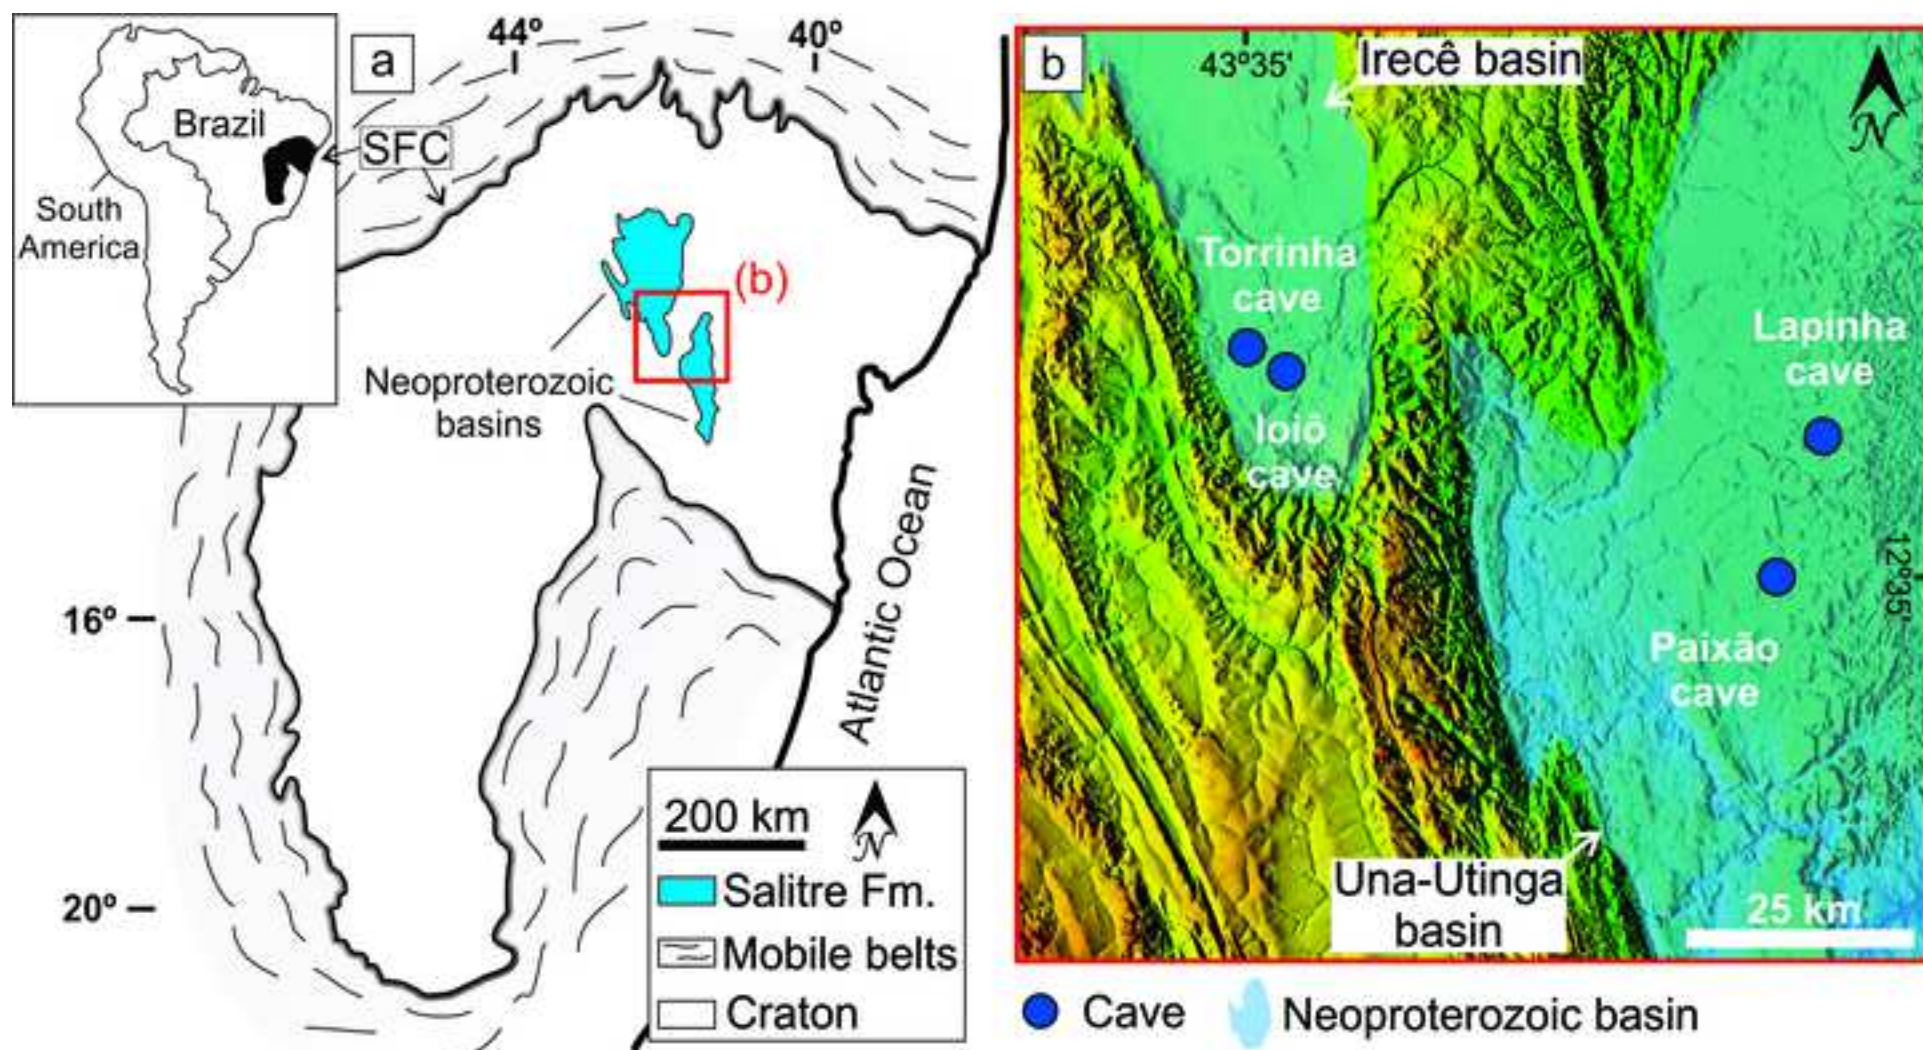 a
44º
40º
Brazil
SFC
South
America
(b)
Neoproterozoic
basins
16º
20º
Atlantic Ocean
200 km
N
Salitre Fm.
Mobile belts
Craton
b
43º35'
Irecê basin
N
Torrinha
cave
Ioiô
cave
Lapinha
cave
12º35'
Paixão
cave
Una-Utinga
basin
25 km
Cave
Neoproterozoic basin